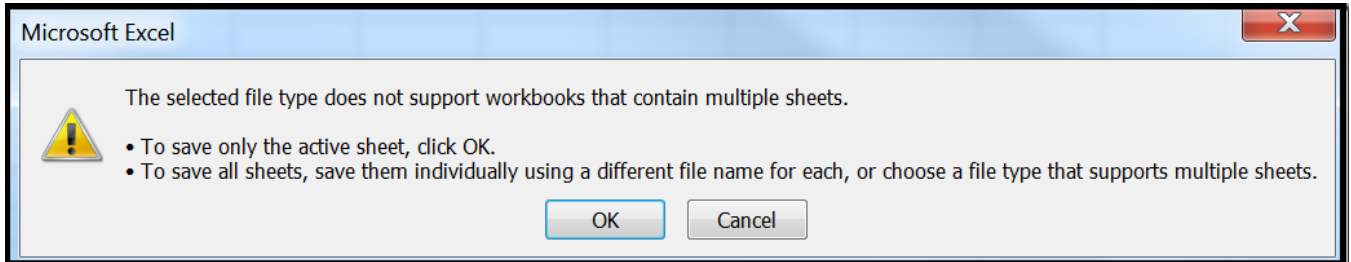 Microsoft Excel
The selected file type does not support workbooks that contain multiple sheets.
• To save only the active sheet, click OK.
• To save all sheets, save them individually using a different file name for each, or choose a file type that supports multiple sheets.
OK
Cancel